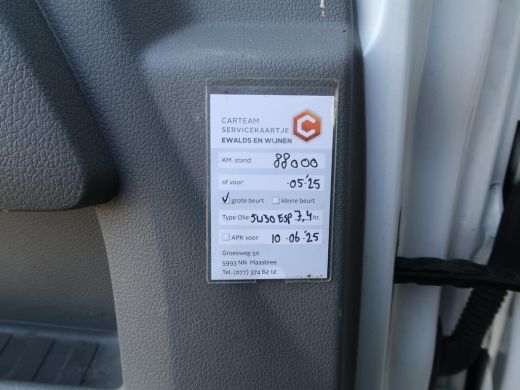 CARTEAM
SERVICEKAARTJE
EWALDS EN WIJNEN
KM. stand: 88000
of voor: 05-'25
grote beurt kleine beurt
Type Olie: 5W30 ESP 7,4 ltr.
APK voor: 10-06-'25
Groesweg 50
5993 NN Maasbree
Tel. (077) 374 62 12